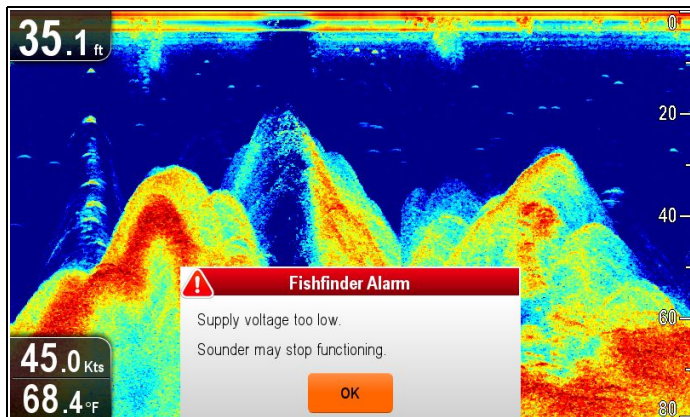 35.1 ft
0
20
40
60
80
Fishfinder Alarm
Supply voltage too low.
Sounder may stop functioning.
OK
45.0 Kts
68.4 °F